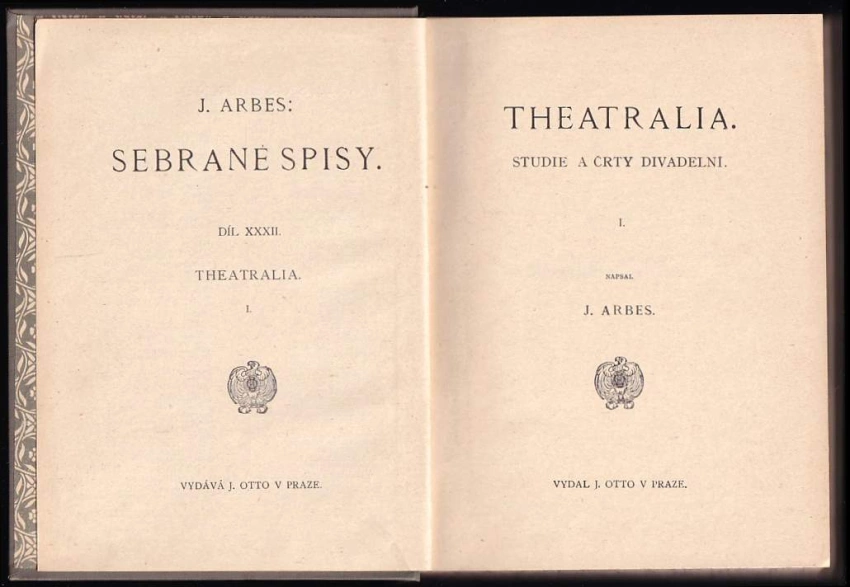 J. ARBES:
SEBRANÉ SPISY.
DÍL XXXII.
THEATRALIA.
I.
VYDÁVÁ J. OTTO V PRAZE.
THEATRALIA.
STUDIE A ČRTY DIVADELNÍ.
I.
NAPSAL
J. ARBES.
VYDAL J. OTTO V PRAZE.